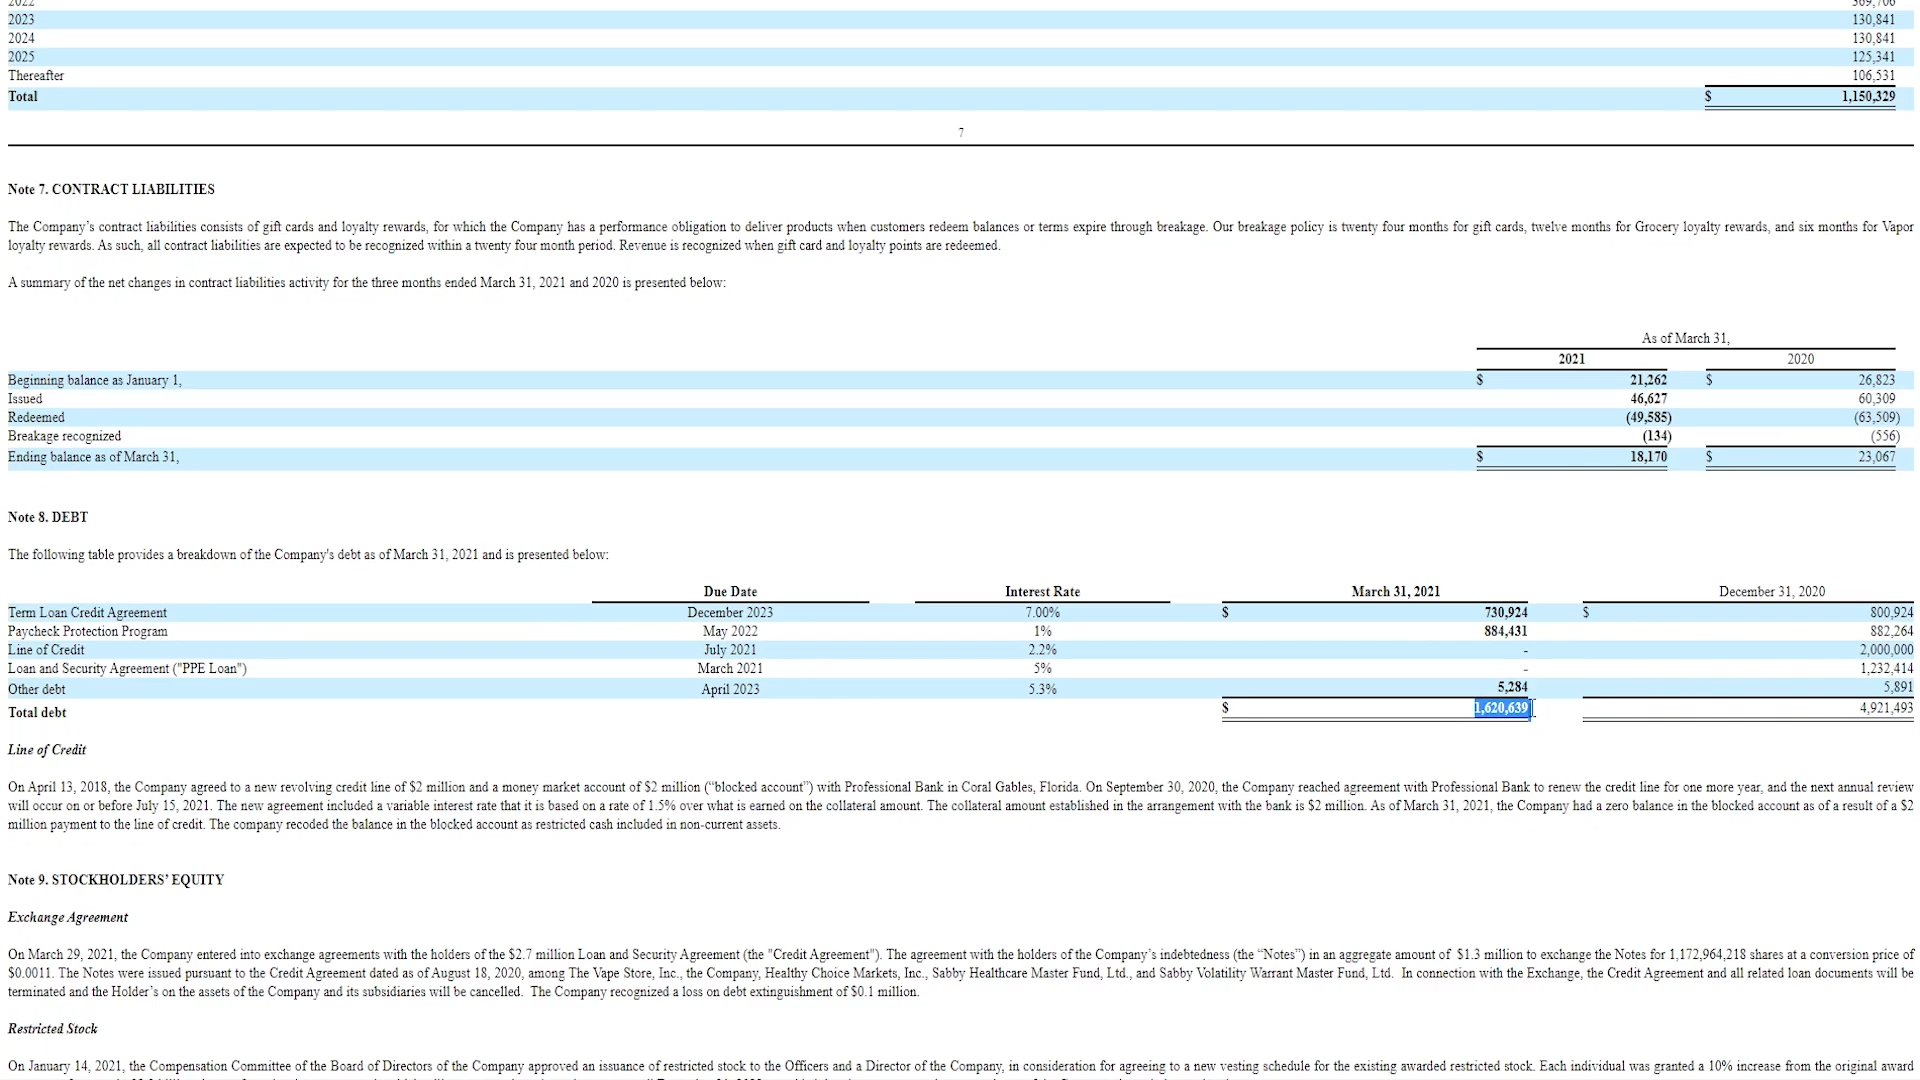 2022 369,706
2023 130,841
2024 130,841
2025 125,341
Thereafter 106,531
Total $ 1,150,329
7
Note 7. CONTRACT LIABILITIES
The Company’s contract liabilities consists of gift cards and loyalty rewards, for which the Company has a performance obligation to deliver products when customers redeem balances or terms expire through breakage. Our breakage policy is twenty four months for gift cards, twelve months for Grocery loyalty rewards, and six months for Vapor
loyalty rewards. As such, all contract liabilities are expected to be recognized within a twenty four month period. Revenue is recognized when gift card and loyalty points are redeemed.
A summary of the net changes in contract liabilities activity for the three months ended March 31, 2021 and 2020 is presented below:
As of March 31,
2021 2020
Beginning balance as January 1, $ 21,262 $ 26,823
Issued 46,627 60,309
Redeemed (49,585) (63,509)
Breakage recognized (134) (556)
Ending balance as of March 31, $ 18,170 $ 23,067
Note 8. DEBT
The following table provides a breakdown of the Company's debt as of March 31, 2021 and is presented below:
Due Date Interest Rate March 31, 2021 December 31, 2020
Term Loan Credit Agreement December 2023 7.00% $ 730,924 $ 800,924
Paycheck Protection Program May 2022 1% 884,431 882,264
Line of Credit July 2021 2.2% - 2,000,000
Loan and Security Agreement ("PPE Loan") March 2021 5% - 1,232,414
Other debt April 2023 5.3% 5,284 5,891
Total debt $ 1,620,639 4,921,493
Line of Credit
On April 13, 2018, the Company agreed to a new revolving credit line of $2 million and a money market account of $2 million (“blocked account”) with Professional Bank in Coral Gables, Florida. On September 30, 2020, the Company reached agreement with Professional Bank to renew the credit line for one more year, and the next annual review
will occur on or before July 15, 2021. The new agreement included a variable interest rate that it is based on a rate of 1.5% over what is earned on the collateral amount. The collateral amount established in the arrangement with the bank is $2 million. As of March 31, 2021, the Company had a zero balance in the blocked account as of a result of a $2
million payment to the line of credit. The company recoded the balance in the blocked account as restricted cash included in non-current assets.
Note 9. STOCKHOLDERS’ EQUITY
Exchange Agreement
On March 29, 2021, the Company entered into exchange agreements with the holders of the $2.7 million Loan and Security Agreement (the "Credit Agreement"). The agreement with the holders of the Company’s indebtedness (the “Notes”) in an aggregate amount of $1.3 million to exchange the Notes for 1,172,964,218 shares at a conversion price of
$0.0011. The Notes were issued pursuant to the Credit Agreement dated as of August 18, 2020, among The Vape Store, Inc., the Company, Healthy Choice Markets, Inc., Sabby Healthcare Master Fund, Ltd., and Sabby Volatility Warrant Master Fund, Ltd. In connection with the Exchange, the Credit Agreement and all related loan documents will be
terminated and the Holder’s on the assets of the Company and its subsidiaries will be cancelled. The Company recognized a loss on debt extinguishment of $0.1 million.
Restricted Stock
On January 14, 2021, the Compensation Committee of the Board of Directors of the Company approved an issuance of restricted stock to the Officers and a Director of the Company, in consideration for agreeing to a new vesting schedule for the existing awarded restricted stock. Each individual was granted a 10% increase from the original award